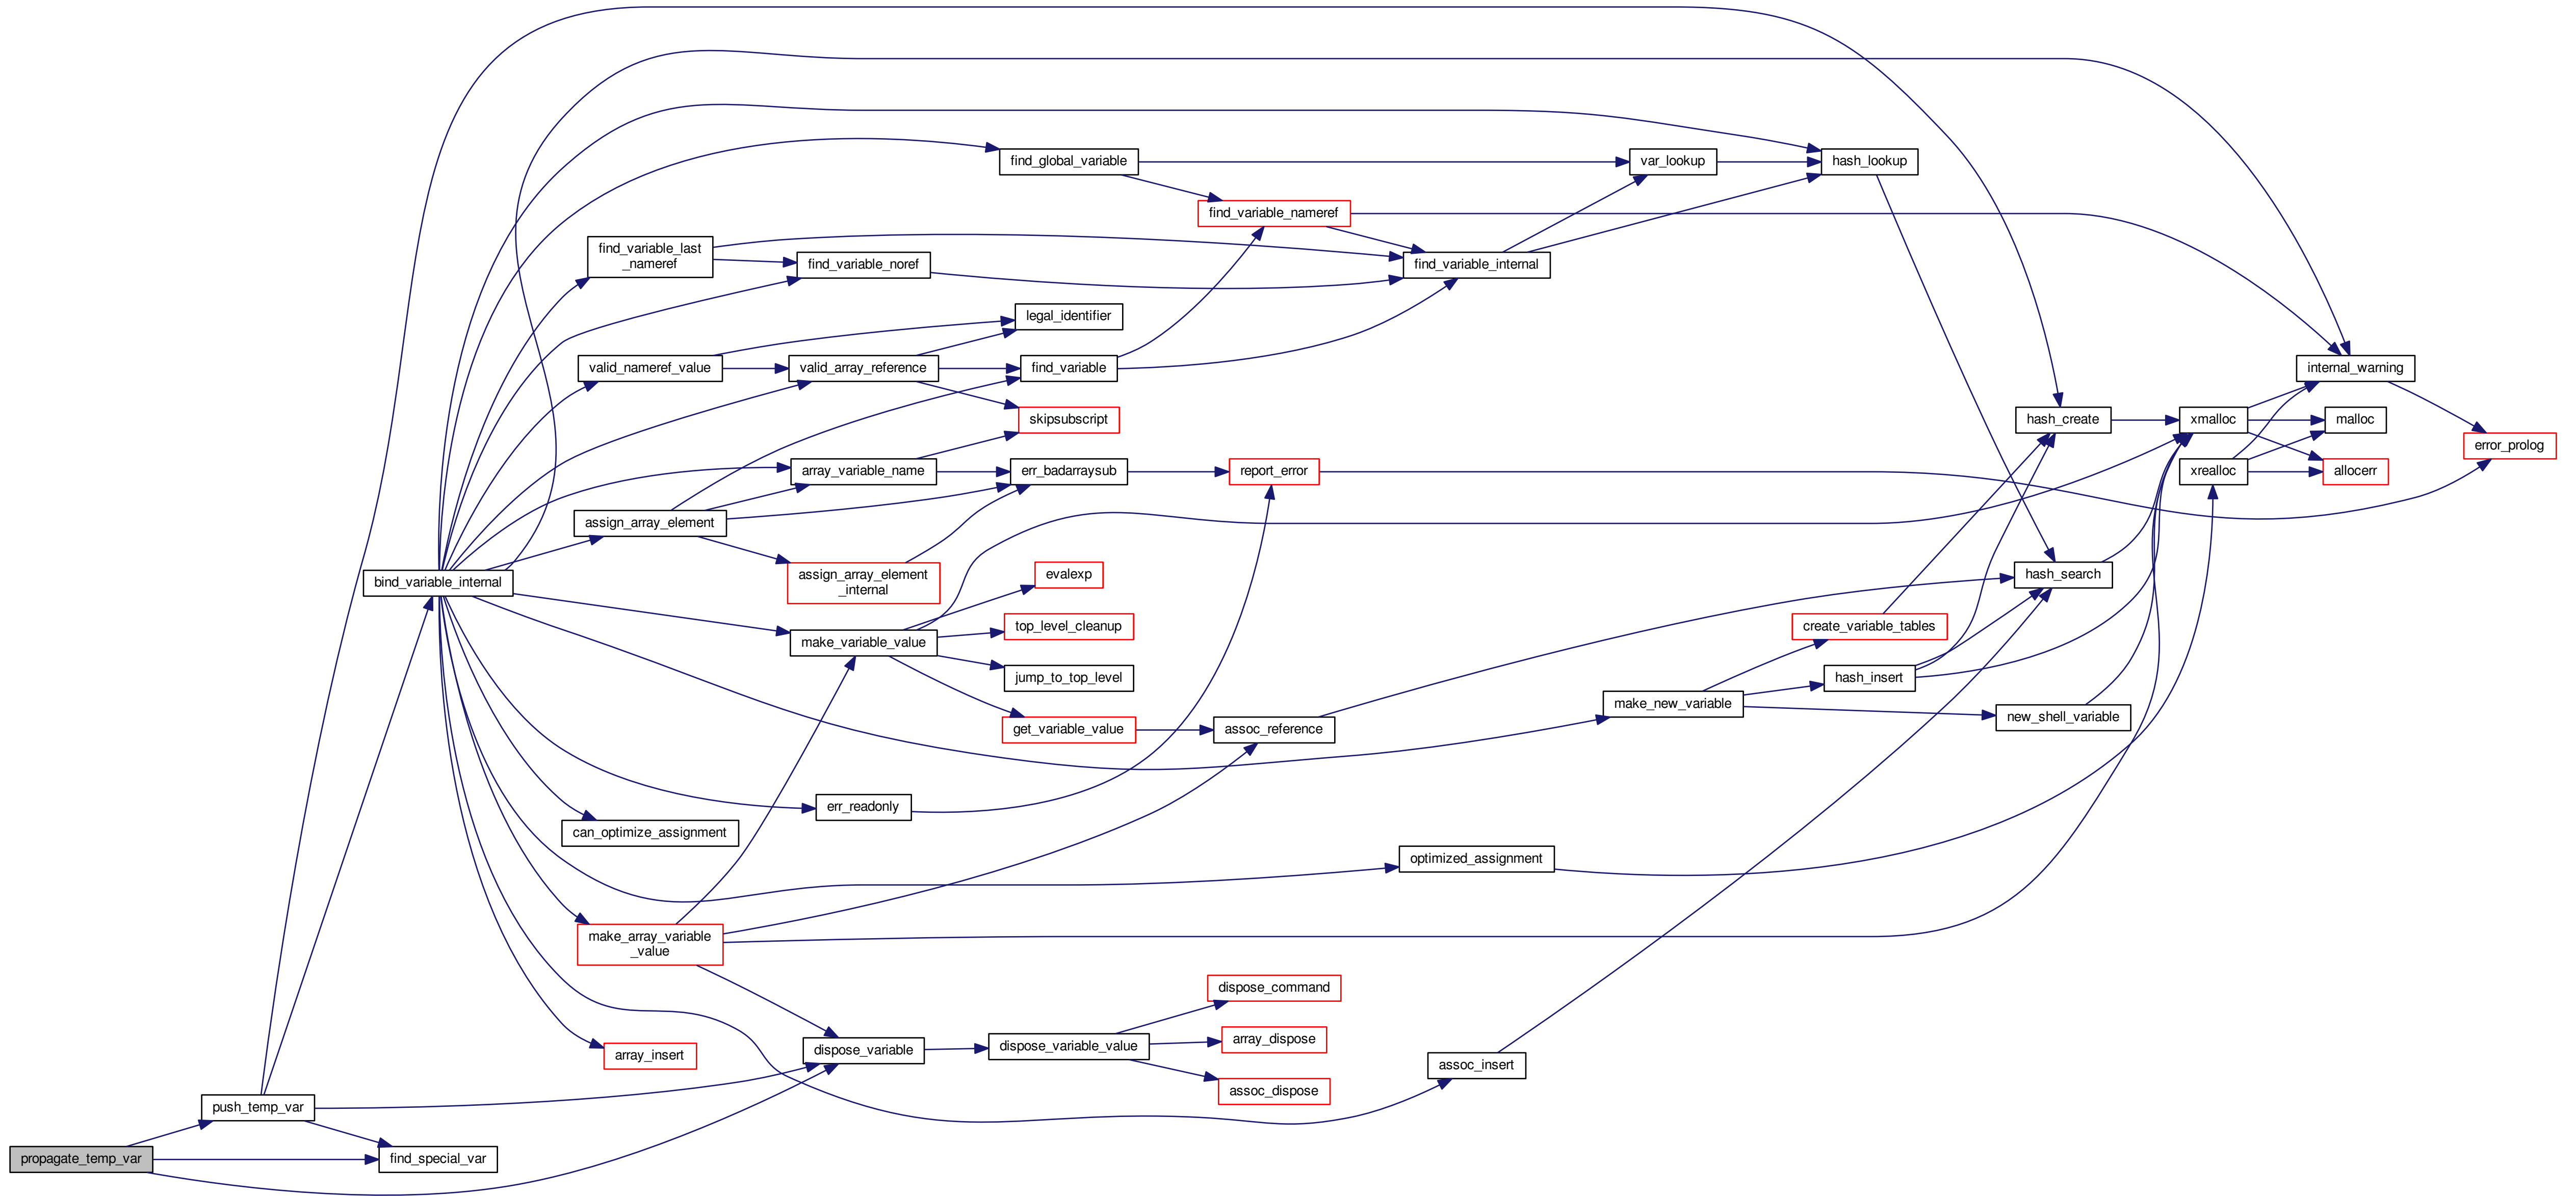 find_global_variable
var_lookup
hash_lookup
find_variable_nameref
find_variable_last
_nameref
find_variable_noref
find_variable_internal
legal_identifier
valid_nameref_value
valid_array_reference
find_variable
internal_warning
skipsubscript
hash_create
xmalloc
malloc
error_prolog
array_variable_name
err_badarraysub
report_error
xrealloc
allocerr
assign_array_element
bind_variable_internal
assign_array_element
_internal
evalexp
hash_search
make_variable_value
top_level_cleanup
create_variable_tables
jump_to_top_level
hash_insert
make_new_variable
get_variable_value
assoc_reference
new_shell_variable
err_readonly
can_optimize_assignment
optimized_assignment
make_array_variable
_value
dispose_command
array_insert
dispose_variable
dispose_variable_value
array_dispose
assoc_insert
assoc_dispose
push_temp_var
propagate_temp_var
find_special_var